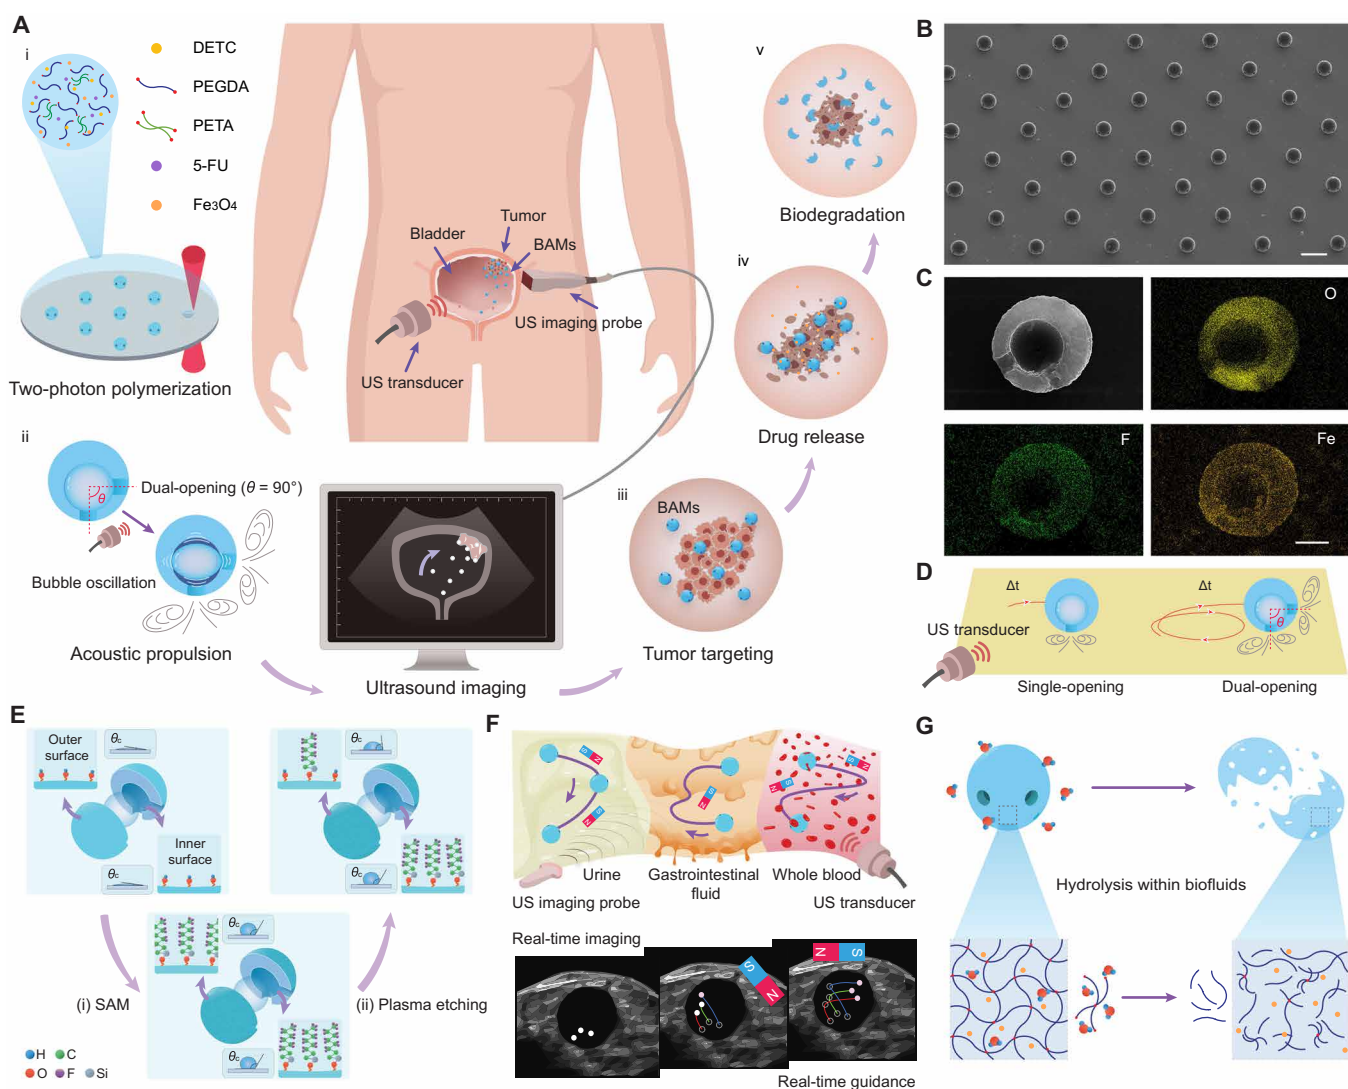 A
i
DETC
PEGDA
PETA
5-FU
Fe3O4
Two-photon polymerization
Tumor
Bladder
BAMs
US imaging probe
US transducer
ii
Dual-opening (θ = 90°)
θ
Bubble oscillation
Acoustic propulsion
Ultrasound imaging
iii
BAMs
Tumor targeting
iv
Drug release
v
Biodegradation
B
C
O
F
Fe
D
Δt
Δt
US transducer
θ
Single-opening
Dual-opening
E
Outer
surface
θc
Inner
surface
θc
θc
θc
(i) SAM
θc
θc
(ii) Plasma etching
H
C
O
F
Si
F
S
N
S
N
S
N
S
N
Urine
Gastrointestinal
fluid
Whole blood
US imaging probe
US transducer
Real-time imaging
S
N
N
S
Real-time guidance
G
Hydrolysis within biofluids